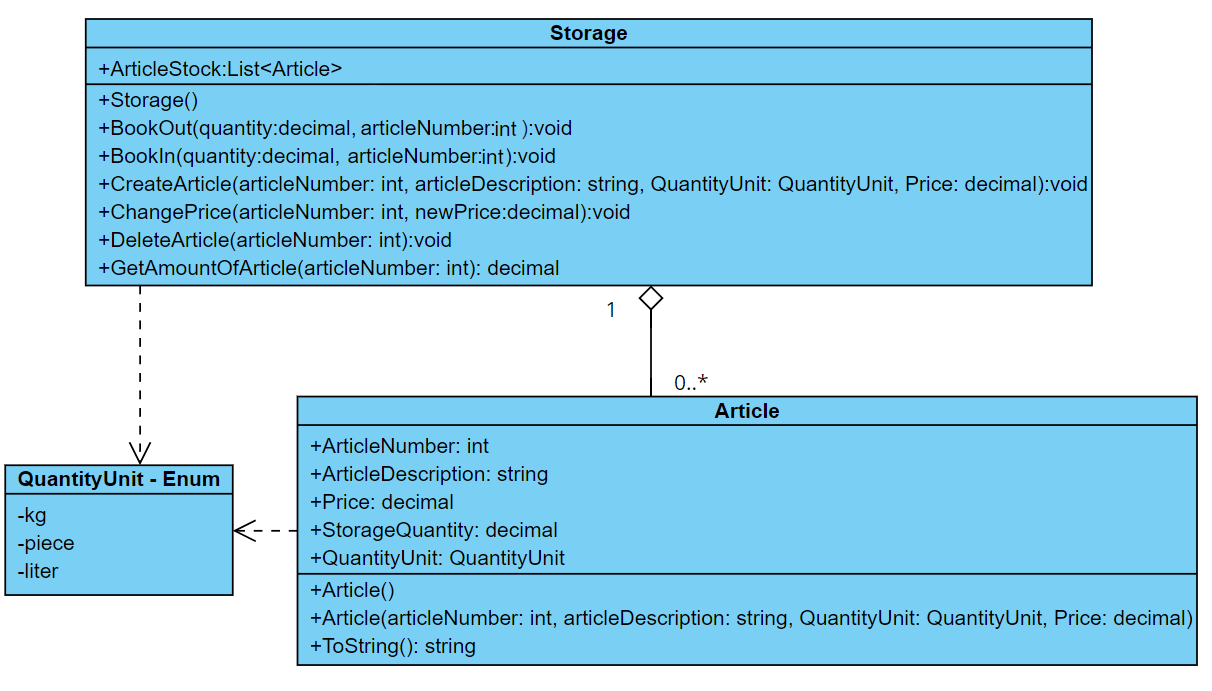 Storage
+ArticleStock:List<Article>
+Storage()
+BookOut(quantity:decimal, articleNumber:int ):void
+BookIn(quantity:decimal, articleNumber:int):void
+CreateArticle(articleNumber: int, articleDescription: string, QuantityUnit: QuantityUnit, Price: decimal):void
+ChangePrice(articleNumber: int, newPrice:decimal):void
+DeleteArticle(articleNumber: int):void
+GetAmountOfArticle(articleNumber: int): decimal
1
0..*
Article
+ArticleNumber: int
+ArticleDescription: string
+Price: decimal
+StorageQuantity: decimal
+QuantityUnit: QuantityUnit
+Article()
+Article(articleNumber: int, articleDescription: string, QuantityUnit: QuantityUnit, Price: decimal)
+ToString(): string
QuantityUnit - Enum
-kg
-piece
-liter